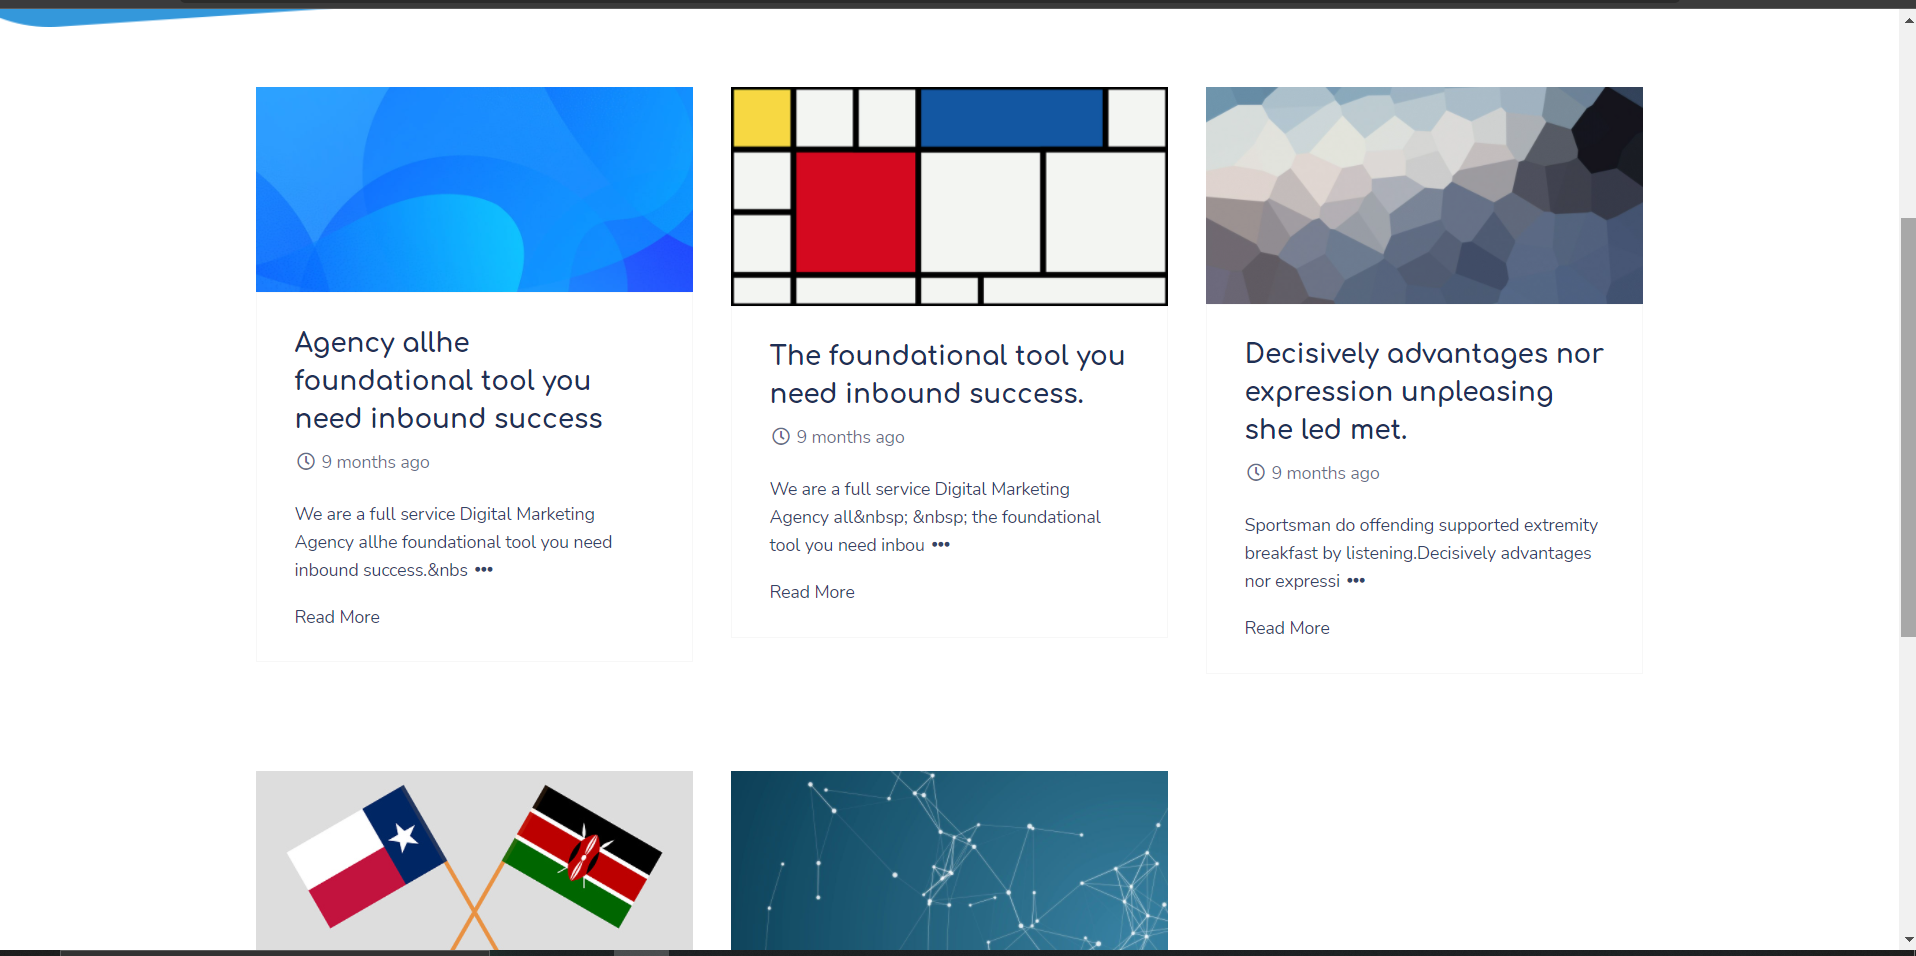 Agency allhe
foundational tool you
need inbound success
9 months ago
We are a full service Digital Marketing
Agency allhe foundational tool you need
inbound success.&nbs •••
Read More
The foundational tool you
need inbound success.
9 months ago
We are a full service Digital Marketing
Agency all&nbsp; &nbsp; the foundational
tool you need inbou •••
Read More
Decisively advantages nor
expression unpleasing
she led met.
9 months ago
Sportsman do offending supported extremity
breakfast by listening.Decisively advantages
nor expressi •••
Read More